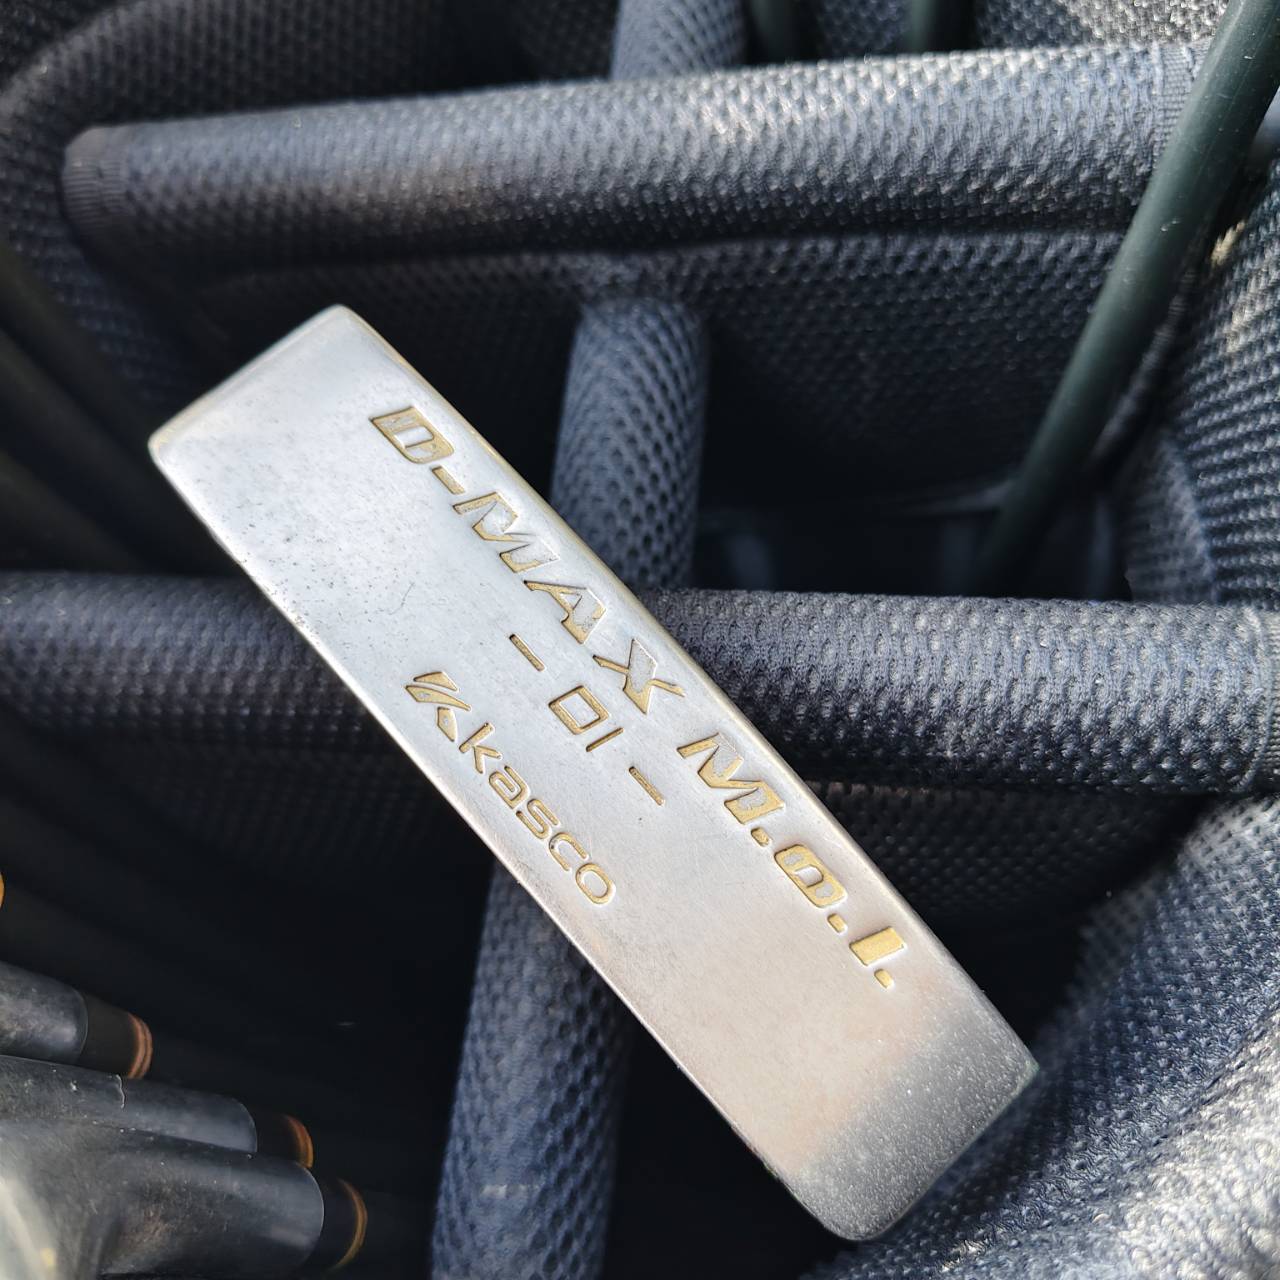 D-MAX M.O.I.
- 01 -
kasco